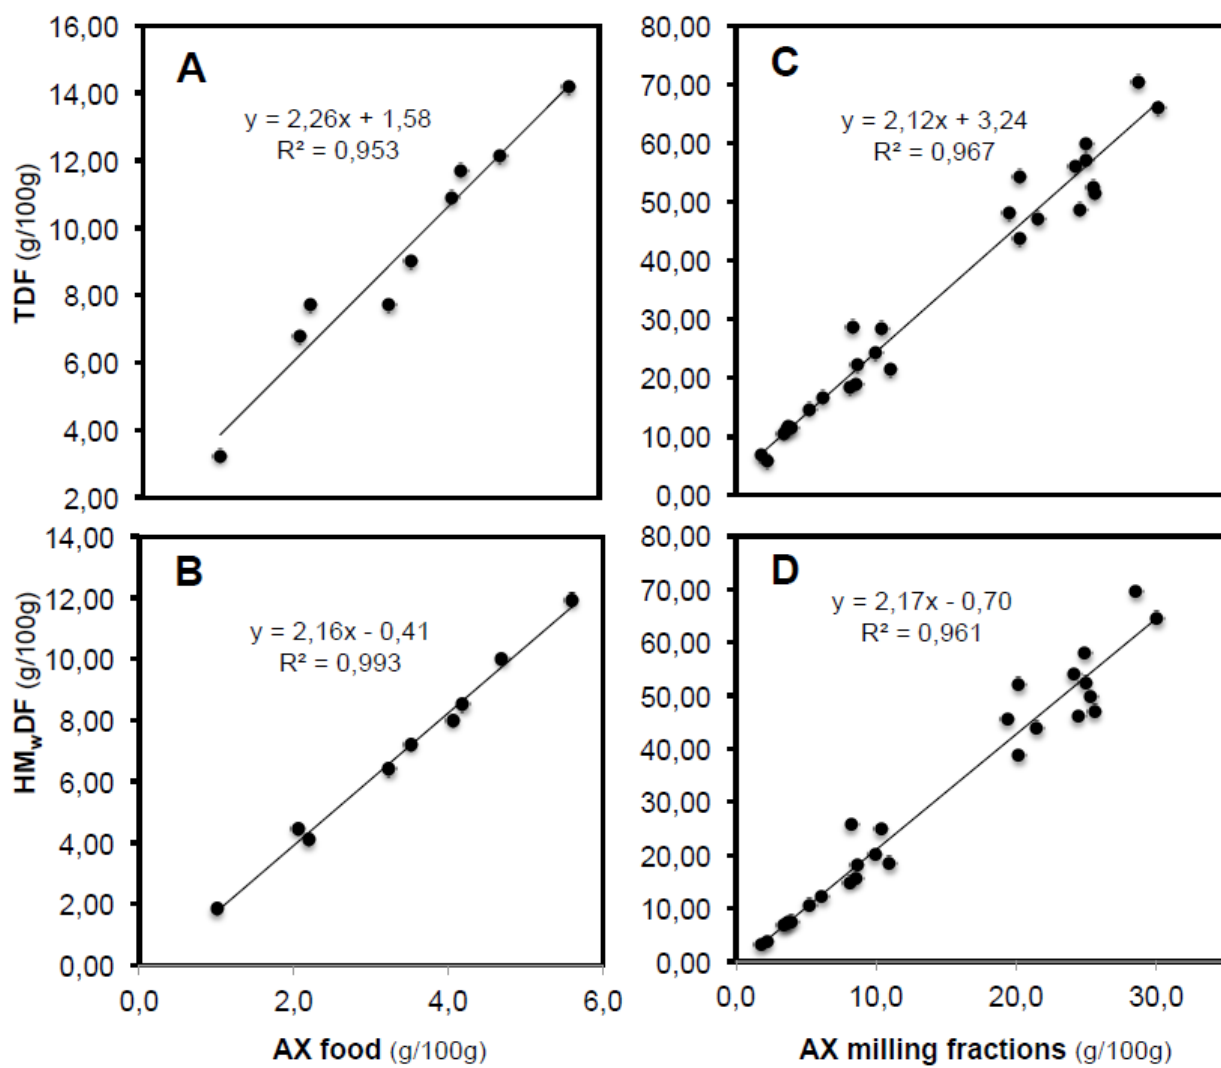 A
y = 2,26x + 1,58
R² = 0,953
TDF (g/100g)
16,00
14,00
12,00
10,00
8,00
6,00
4,00
2,00
C
y = 2,12x + 3,24
R² = 0,967
80,00
70,00
60,00
50,00
40,00
30,00
20,00
10,00
0,00
B
y = 2,16x - 0,41
R² = 0,993
HMwDF (g/100g)
14,00
12,00
10,00
8,00
6,00
4,00
2,00
0,00
0,0 2,0 4,0 6,0
AX food (g/100g)
D
y = 2,17x - 0,70
R² = 0,961
80,00
70,00
60,00
50,00
40,00
30,00
20,00
10,00
0,00
0,0 10,0 20,0 30,0
AX milling fractions (g/100g)